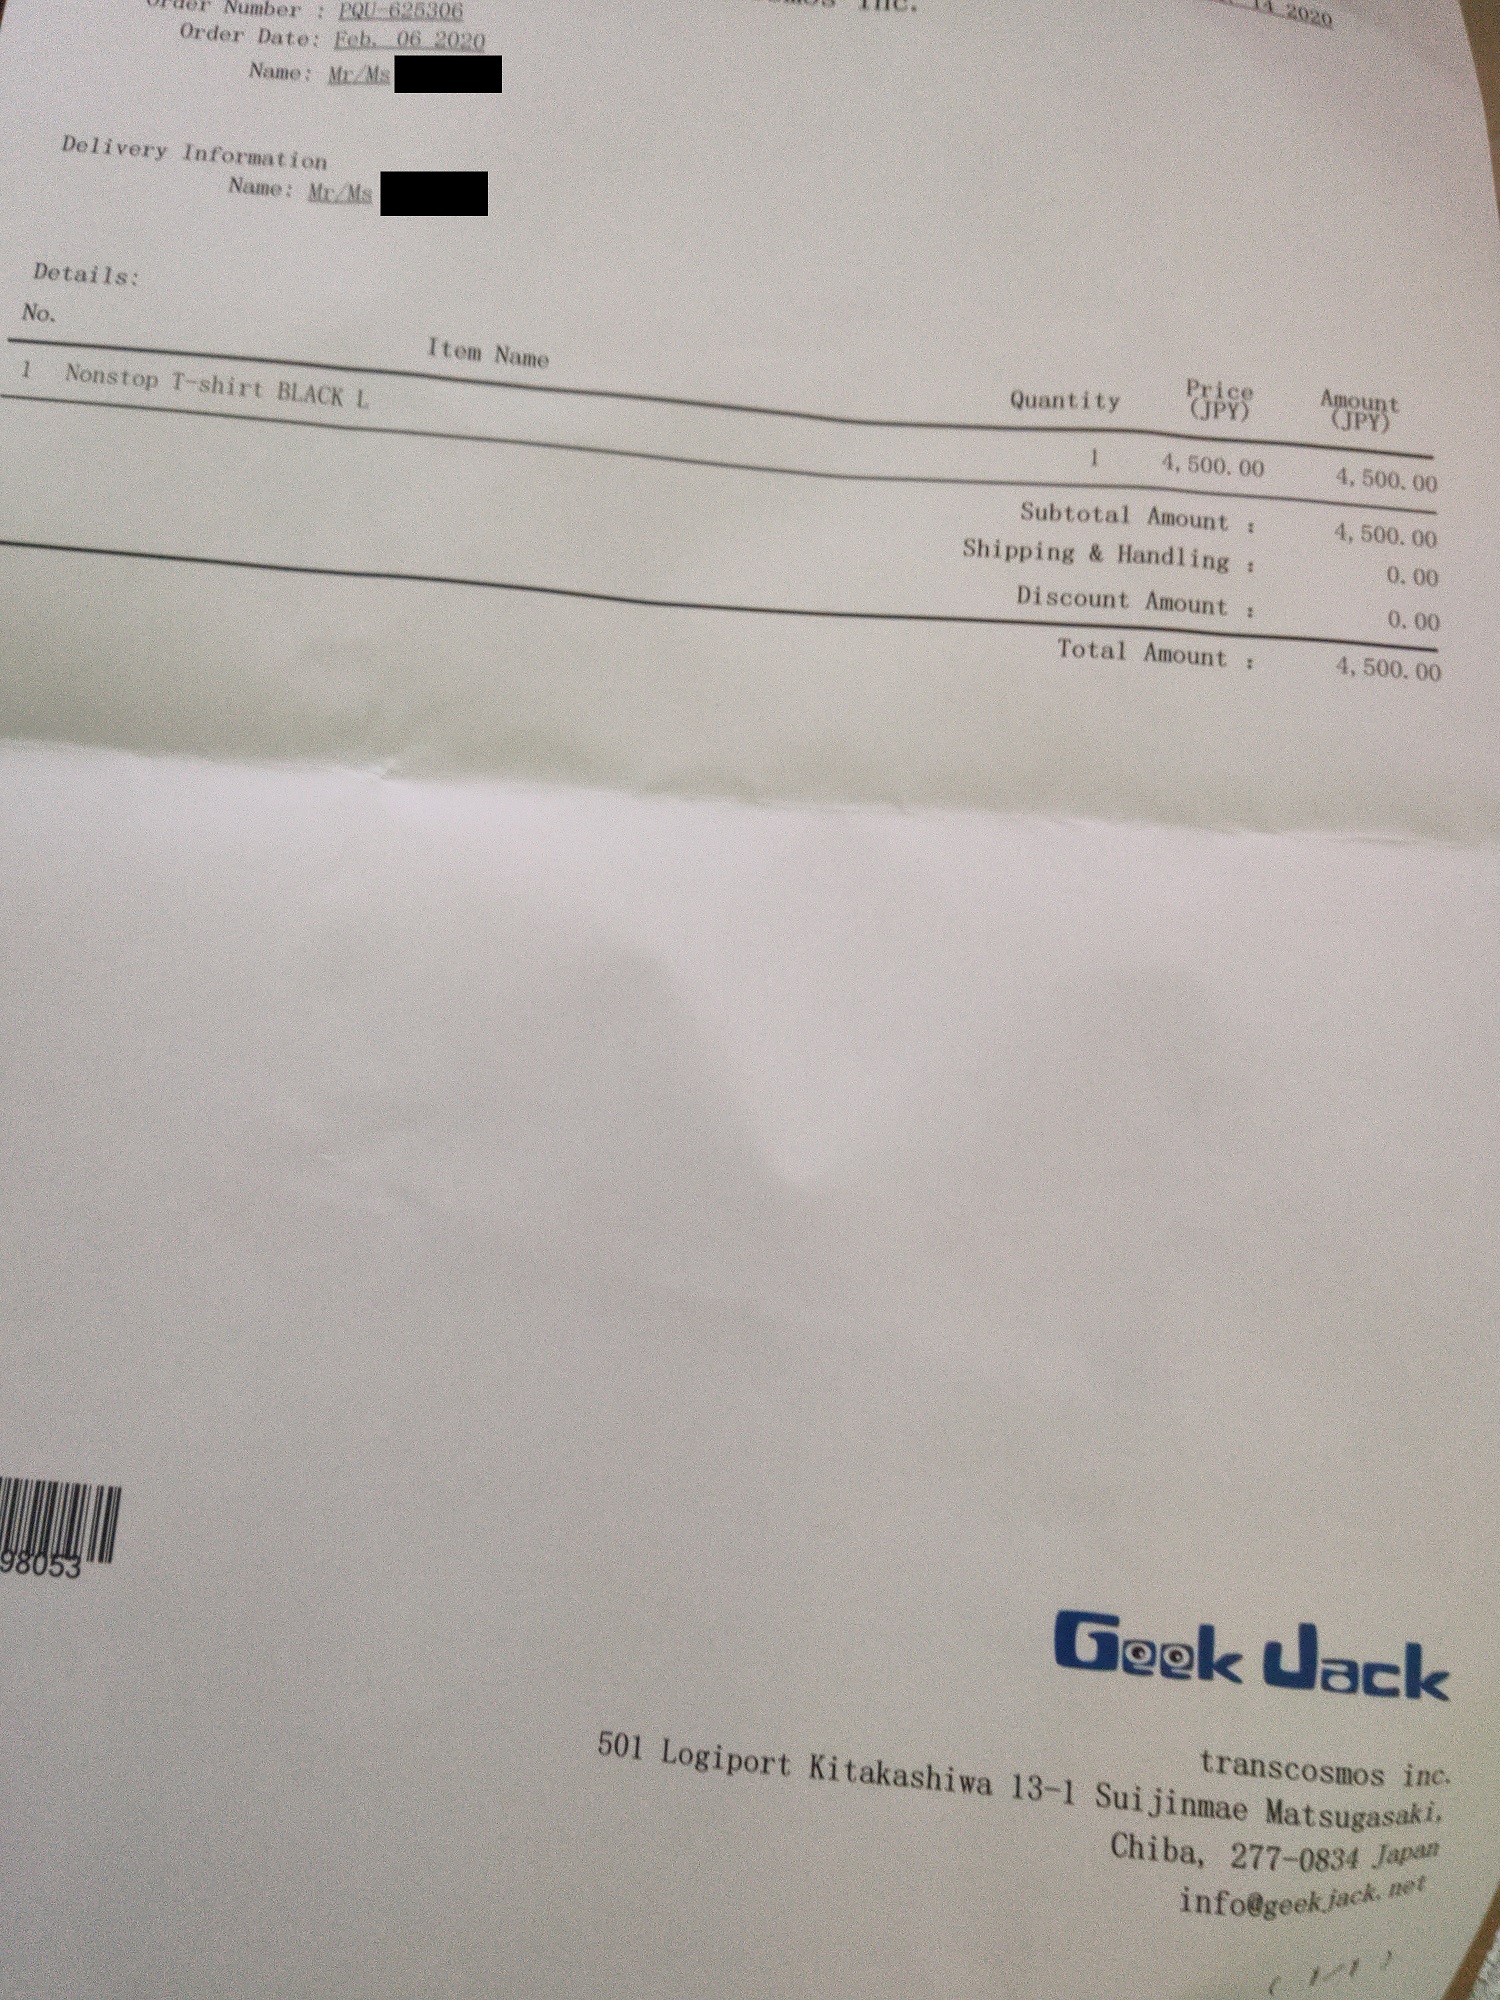 Inc.
14 2020
Order Number : PQU-625306
Order Date: Feb. 06 2020
Name: Mr/Ms
Delivery Information
Name: Mr/Ms
Details:
No. Item Name Quantity Price (JPY) Amount (JPY)
1 Nonstop T-shirt BLACK L 1 4,500.00 4,500.00
Subtotal Amount : 4,500.00
Shipping & Handling : 0.00
Discount Amount : 0.00
Total Amount : 4,500.00
98053
Geek Jack
transcosmos inc.
501 Logiport Kitakashiwa 13-1 Suijinmae Matsugasaki,
Chiba, 277-0834 Japan
info@geekjack.net
( 1/1 )